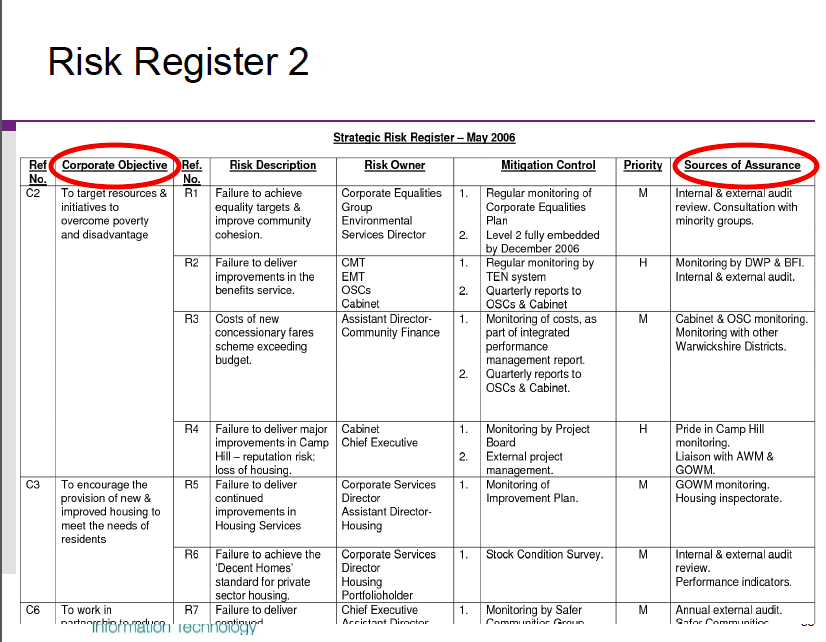 Risk Register 2
Strategic Risk Register – May 2006
Ref No. Corporate Objective Ref. No. Risk Description Risk Owner Mitigation Control Priority Sources of Assurance
C2
To target resources &
initiatives to
overcome poverty
and disadvantage
R1
Failure to achieve
equality targets &
improve community
cohesion.
Corporate Equalities
Group
Environmental
Services Director
1. Regular monitoring of
Corporate Equalities
Plan
2. Level 2 fully embedded
by December 2006
M
Internal & external audit
review. Consultation with
minority groups.
R2
Failure to deliver
improvements in the
benefits service.
CMT
EMT
OSCs
Cabinet
1. Regular monitoring by
TEN system
2. Quarterly reports to
OSCs & Cabinet
H
Monitoring by DWP & BFI.
Internal & external audit.
R3
Costs of new
concessionary fares
scheme exceeding
budget.
Assistant Director-
Community Finance
1. Monitoring of costs, as
part of integrated
performance
management report.
2. Quarterly reports to
OSCs & Cabinet.
M
Cabinet & OSC monitoring.
Monitoring with other
Warwickshire Districts.
R4
Failure to deliver major
improvements in Camp
Hill – reputation risk;
loss of housing.
Cabinet
Chief Executive
1. Monitoring by Project
Board
2. External project
management.
H
Pride in Camp Hill
monitoring.
Liaison with AWM &
GOWM.
C3
To encourage the
provision of new &
improved housing to
meet the needs of
residents
R5
Failure to deliver
continued
improvements in
Housing Services
Corporate Services
Director
Assistant Director-
Housing
1. Monitoring of
Improvement Plan.
M
GOWM monitoring.
Housing inspectorate.
R6
Failure to achieve the
‘Decent Homes’
standard for private
sector housing.
Corporate Services
Director
Housing
Portfolioholder
1. Stock Condition Survey.
M
Internal & external audit
review.
Performance indicators.
C6
To work in
partnership to reduce
R7
Failure to deliver
continued
Chief Executive
Assistant Director
1. Monitoring by Safer
Communities Group
M
Annual external audit.
Safer Communities
Information Technology